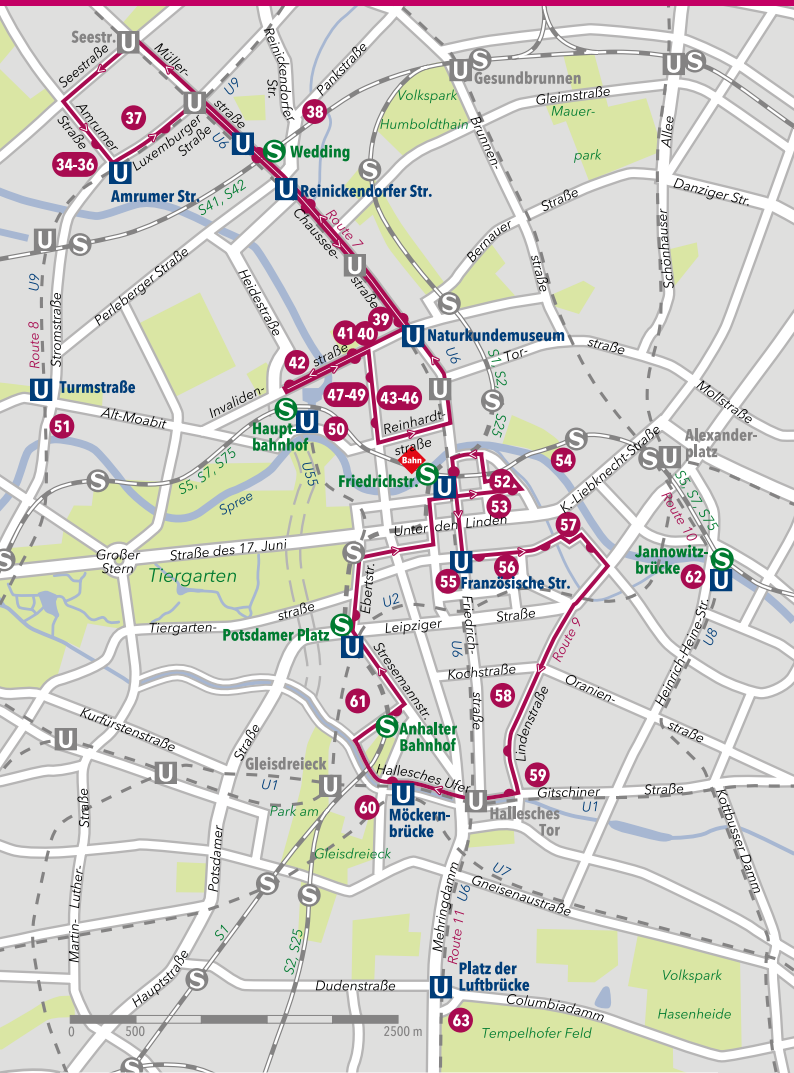 Seestr.
U
Seestraße
Müller-
straße
Reinickendorfer
Str.
Pankstraße
U9
U
S
Gesundbrunnen
U
S
Volkspark
Humboldthain
Gleimstraße
Mauer-
park
Allee
Schönhauser
37
38
U
Amrumer
Straße
Luxemburger
Straße
U6
U
S
Wedding
34-36
U
Amrumer Str.
S41, S42
U
Reinickendorfer Str.
Brunnen-
straße
S
Danziger Str.
Route 7
Chaussee-
straße
Bernauer
Straße
U
S
U9
U
Perleberger Straße
Heidestraße
S
39
40
41
U
Naturkundemuseum
Route 8
Stromstraße
42
straße
Invaliden-
U6
S1, S2
S25
Tor-
straße
U
Turmstraße
47-49
43-46
U
S
Mollstraße
Alt-Moabit
51
S
Haupt-
bahnhof
U
50
Reinhardt-
straße
Bahn
S
54
K.-Liebknecht-Straße
Alexander-
platz
S
U
S5, S7, S75
S
Spree
U55
Friedrichstr.
S
U
52
53
S5, S7, S75
Route 10
Unter den Linden
57
S
Großer
Stern
Straße des 17. Juni
S
Tiergarten
Jannowitz-
brücke
S
62
U
55
U
Französische Str.
56
Ebertstr.
U2
straße
Tiergarten-
Potsdamer Platz
S
U
Leipziger
Straße
Friedrich-
straße
U6
Route 9
Heinrich-Heine-Str.
U8
Stresemannstr.
Kochstraße
Oranien-
straße
58
61
Lindenstraße
Kurfürstenstraße
U
U
S
Anhalter
Bahnhof
Straße
Potsdamer
Gleisdreieck
U
U1
Hallesches Ufer
59
Gitschiner
Straße
U1
60
U
Möckern-
brücke
U
Hallesches
Tor
Park am
Gleisdreieck
Straße
Martin-
Luther-
Kottbusser Damm
S
S
U7
Gneisenaustraße
Mehringdamm
U6
Route 11
S1
S2, S25
Hauptstraße
S
Dudenstraße
U
Platz der
Luftbrücke
Columbiadamm
Volkspark
Hasenheide
63
Tempelhofer Feld
0
500
2500 m
S